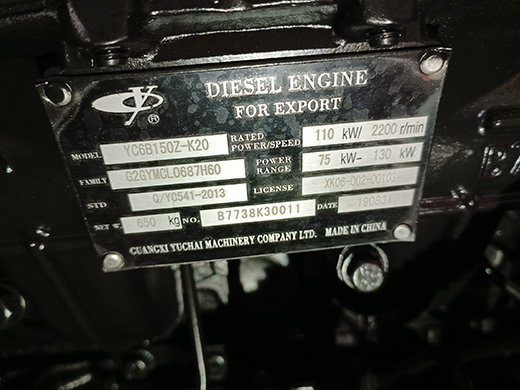 DIESEL ENGINE
FOR EXPORT
®
MODEL YC6B150Z-K20 RATED POWER/SPEED 110 kW/ 2200 r/min
FAMILY G2GYMCL0687H60 POWER RANGE 75 kW- 130 kW
STD Q/YC541-2013 LICENSE XK06-002-00103
NET W. 650 kg NO. B7738K30011 DATE 190831
GUANGXI YUCHAI MACHINERY COMPANY LTD. MADE IN CHINA